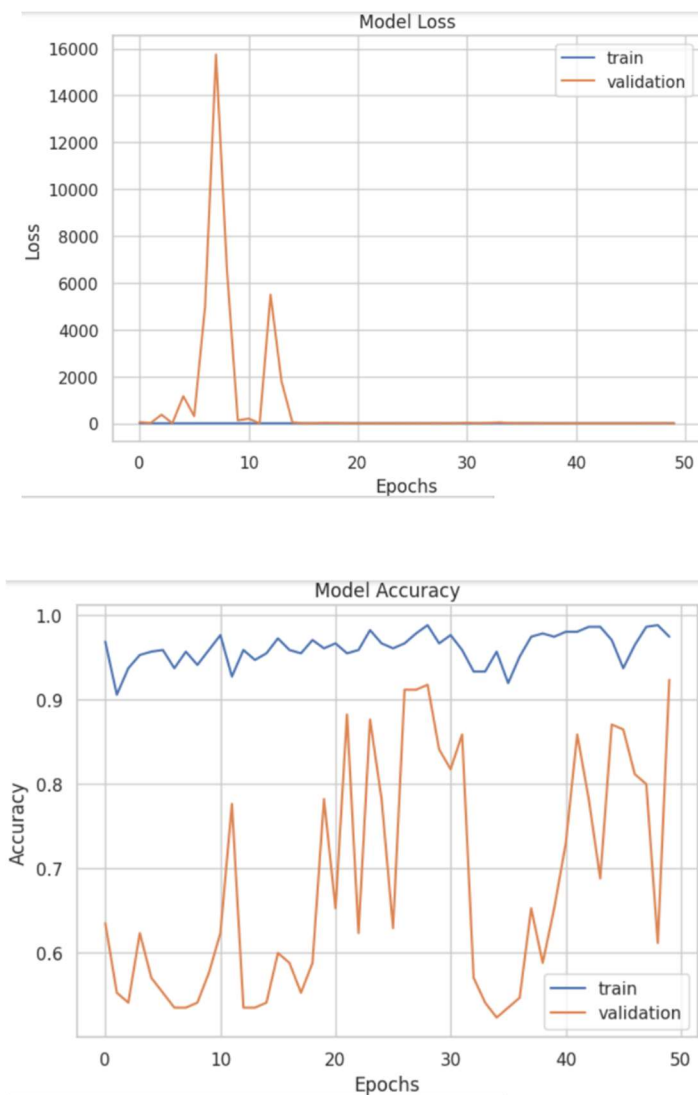 Model Loss
16000
14000
12000
10000
8000
6000
4000
2000
0
Loss
train
validation
0 10 20 30 40 50
Epochs
Model Accuracy
1.0
0.9
0.8
0.7
0.6
Accuracy
train
validation
0 10 20 30 40 50
Epochs